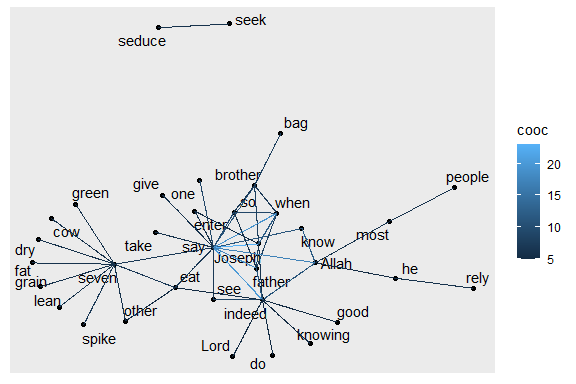 seek
seduce
bag
brother
people
green
give
one
so
when
cow
enter
most
dry
take
say
Joseph
know
Allah
fat
he
grain
seven
eat
father
rely
lean
see
other
indeed
good
spike
knowing
Lord
do
cooc
20
15
10
5